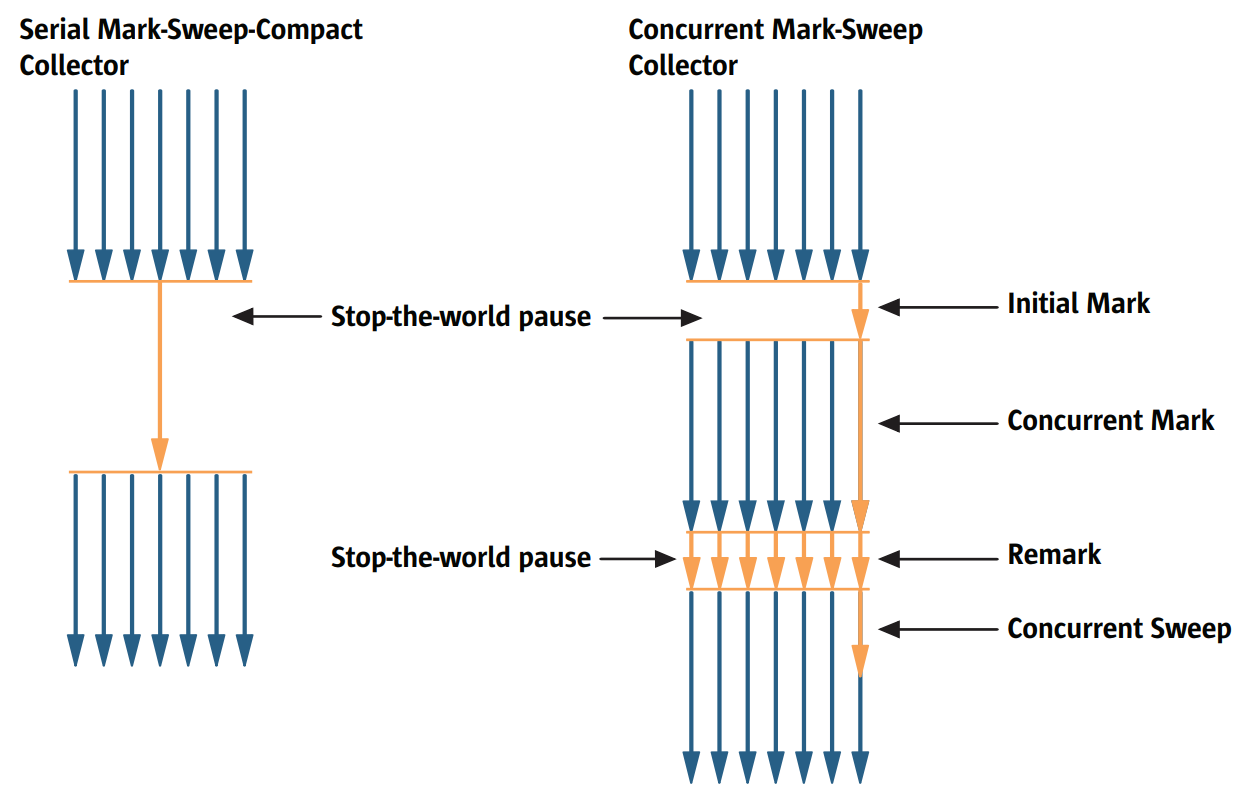 Serial Mark-Sweep-Compact
Collector
Concurrent Mark-Sweep
Collector
Stop-the-world pause
Initial Mark
Concurrent Mark
Stop-the-world pause
Remark
Concurrent Sweep